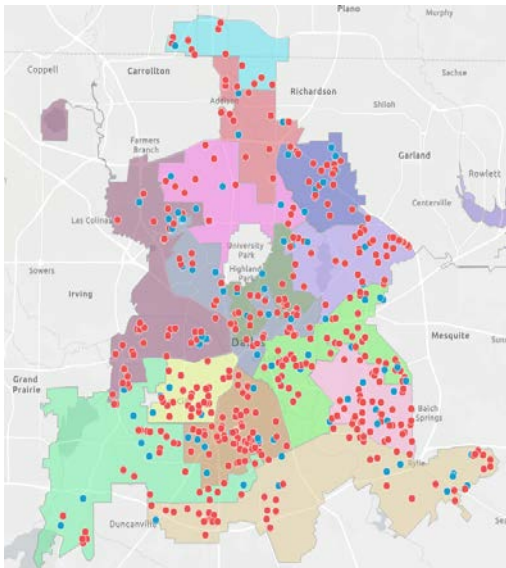 Plano
Murphy
Coppell
Carrollton
Richardson
Sachse
Addison
Shiloh
Farmers
Branch
Garland
Rowlett
Centerville
Las Colinas
University
Park
Sowers
Highland
Park
Irving
Mesquite
Grand
Prairie
Balch
Springs
Duncanville
Sea